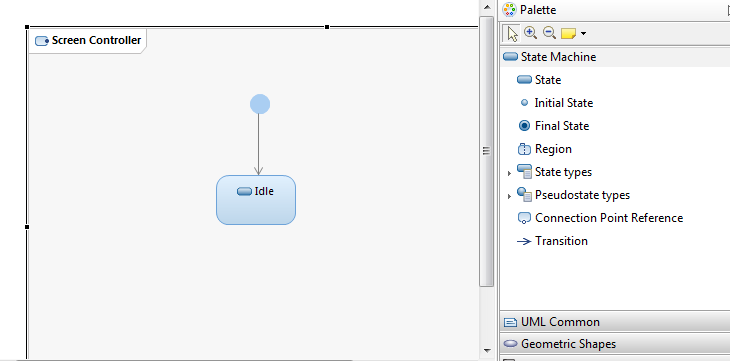 Palette
Screen Controller
State Machine
State
Initial State
Final State
Region
State types
Idle
Pseudostate types
Connection Point Reference
Transition
UML Common
Geometric Shapes